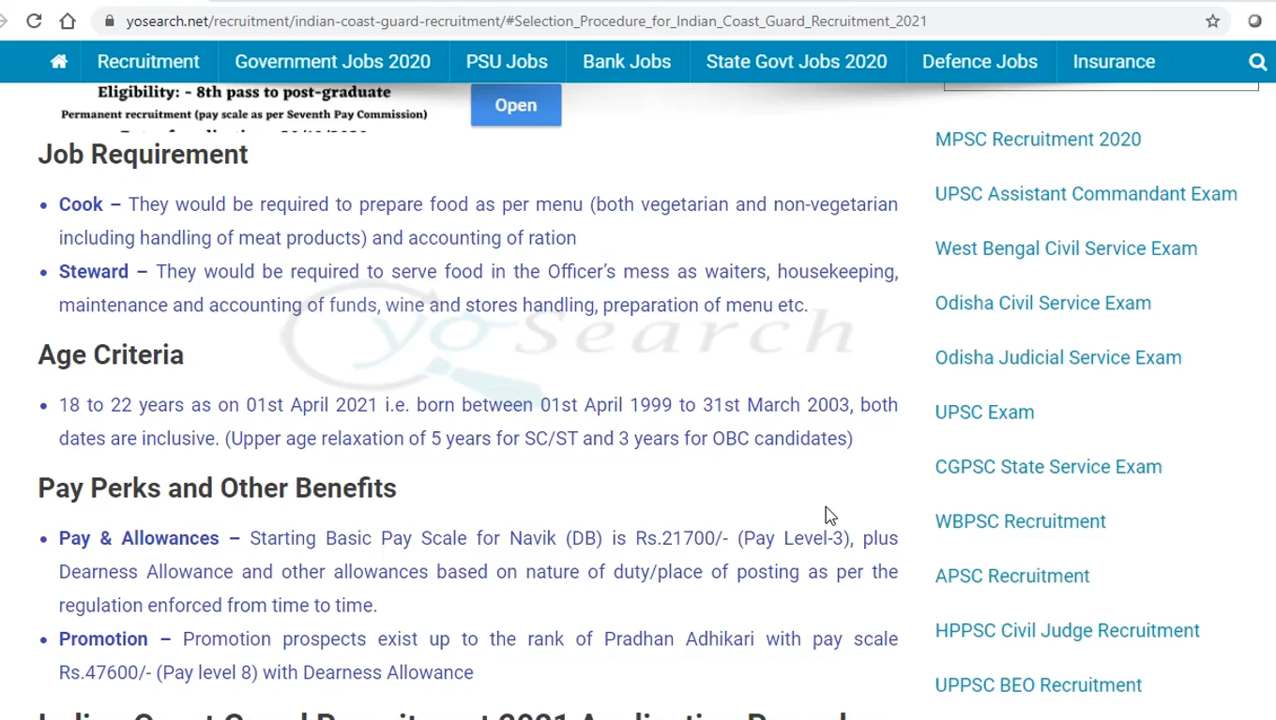 yosearch.net/recruitment/indian-coast-guard-recruitment/#Selection_Procedure_for_Indian_Coast_Guard_Recruitment_2021
Recruitment Government Jobs 2020 PSU Jobs Bank Jobs State Govt Jobs 2020 Defence Jobs Insurance
Eligibility: - 8th pass to post-graduate
Permanent recruitment (pay scale as per Seventh Pay Commission)
Open
Job Requirement
• Cook – They would be required to prepare food as per menu (both vegetarian and non-vegetarian
including handling of meat products) and accounting of ration
• Steward – They would be required to serve food in the Officer's mess as waiters, housekeeping,
maintenance and accounting of funds, wine and stores handling, preparation of menu etc.
yoSearch
Age Criteria
• 18 to 22 years as on 01st April 2021 i.e. born between 01st April 1999 to 31st March 2003, both
dates are inclusive. (Upper age relaxation of 5 years for SC/ST and 3 years for OBC candidates)
Pay Perks and Other Benefits
• Pay & Allowances – Starting Basic Pay Scale for Navik (DB) is Rs.21700/- (Pay Level-3), plus
Dearness Allowance and other allowances based on nature of duty/place of posting as per the
regulation enforced from time to time.
• Promotion – Promotion prospects exist up to the rank of Pradhan Adhikari with pay scale
Rs.47600/- (Pay level 8) with Dearness Allowance
MPSC Recruitment 2020
UPSC Assistant Commandant Exam
West Bengal Civil Service Exam
Odisha Civil Service Exam
Odisha Judicial Service Exam
UPSC Exam
CGPSC State Service Exam
WBPSC Recruitment
APSC Recruitment
HPPSC Civil Judge Recruitment
UPPSC BEO Recruitment